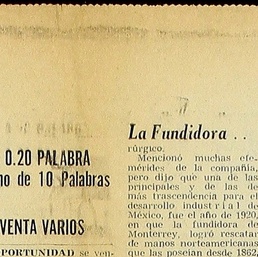 0.20 PALABRA
no de 10 Palabras
VENTA VARIOS
OPORTUNIDAD se ven-
La Fundidora . .
rúrgico.
Mencionó muchas efe-
mérides de la compañía,
pero dijo que una de las
principales y de las de
más trascendencia para el
desarrollo industrial de
México, fue el año de 1920,
en que la fundidora de
Monterrey, logró rescatar
de manos norteamericanas
que las poseían desde 1862,